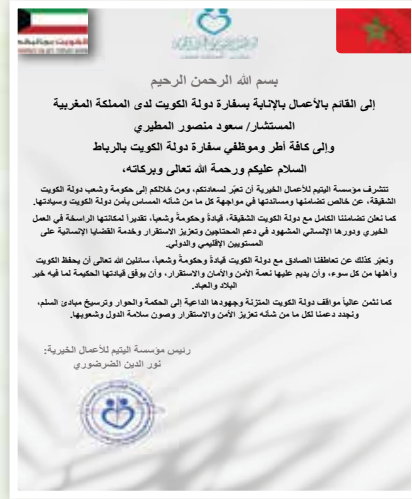 بسم الله الرحمن الرحيم
إلى القائم بالأعمال بالإنابة بسفارة دولة الكويت لدى المملكة المغربية
المستشار/ سعود منصور المطيري
وإلى كافة أطر وموظفي سفارة دولة الكويت بالرباط
السلام عليكم ورحمة الله تعالى وبركاته،
تتشرف مؤسسة اليتيم للأعمال الخيرية أن تعبّر لسعادتكم، ومن خلالكم إلى حكومة وشعب دولة الكويت
الشقيقة، عن خالص تضامنها ومساندتها في مواجهة كل ما من شأنه المساس بأمن دولة الكويت وسيادتها.
كما نعلن تضامننا الكامل مع دولة الكويت الشقيقة، قيادةً وحكومةً وشعباً، تقديراً لمكانتها الراسخة في العمل
الخيري ودورها الإنساني المشهود في دعم المحتاجين وتعزيز الاستقرار وخدمة القضايا الإنسانية على
المستويين الإقليمي والدولي.
ونعبّر كذلك عن تعاطفنا الصادق مع دولة الكويت قيادةً وحكومةً وشعباً، سائلين الله تعالى أن يحفظ الكويت
وأهلها من كل سوء، وأن يديم عليها نعمة الأمن والأمان والاستقرار، وأن يوفق قيادتها الحكيمة لما فيه خير
البلاد والعباد.
كما نثمن عالياً مواقف دولة الكويت المتزنة وجهودها الداعية إلى الحكمة والحوار وترسيخ مبادئ السلم،
ونجدد دعمنا لكل ما من شأنه تعزيز الأمن والاستقرار وصون سلامة الدول وشعوبها.
رئيس مؤسسة اليتيم للأعمال الخيرية:
نور الدين الضرضوري